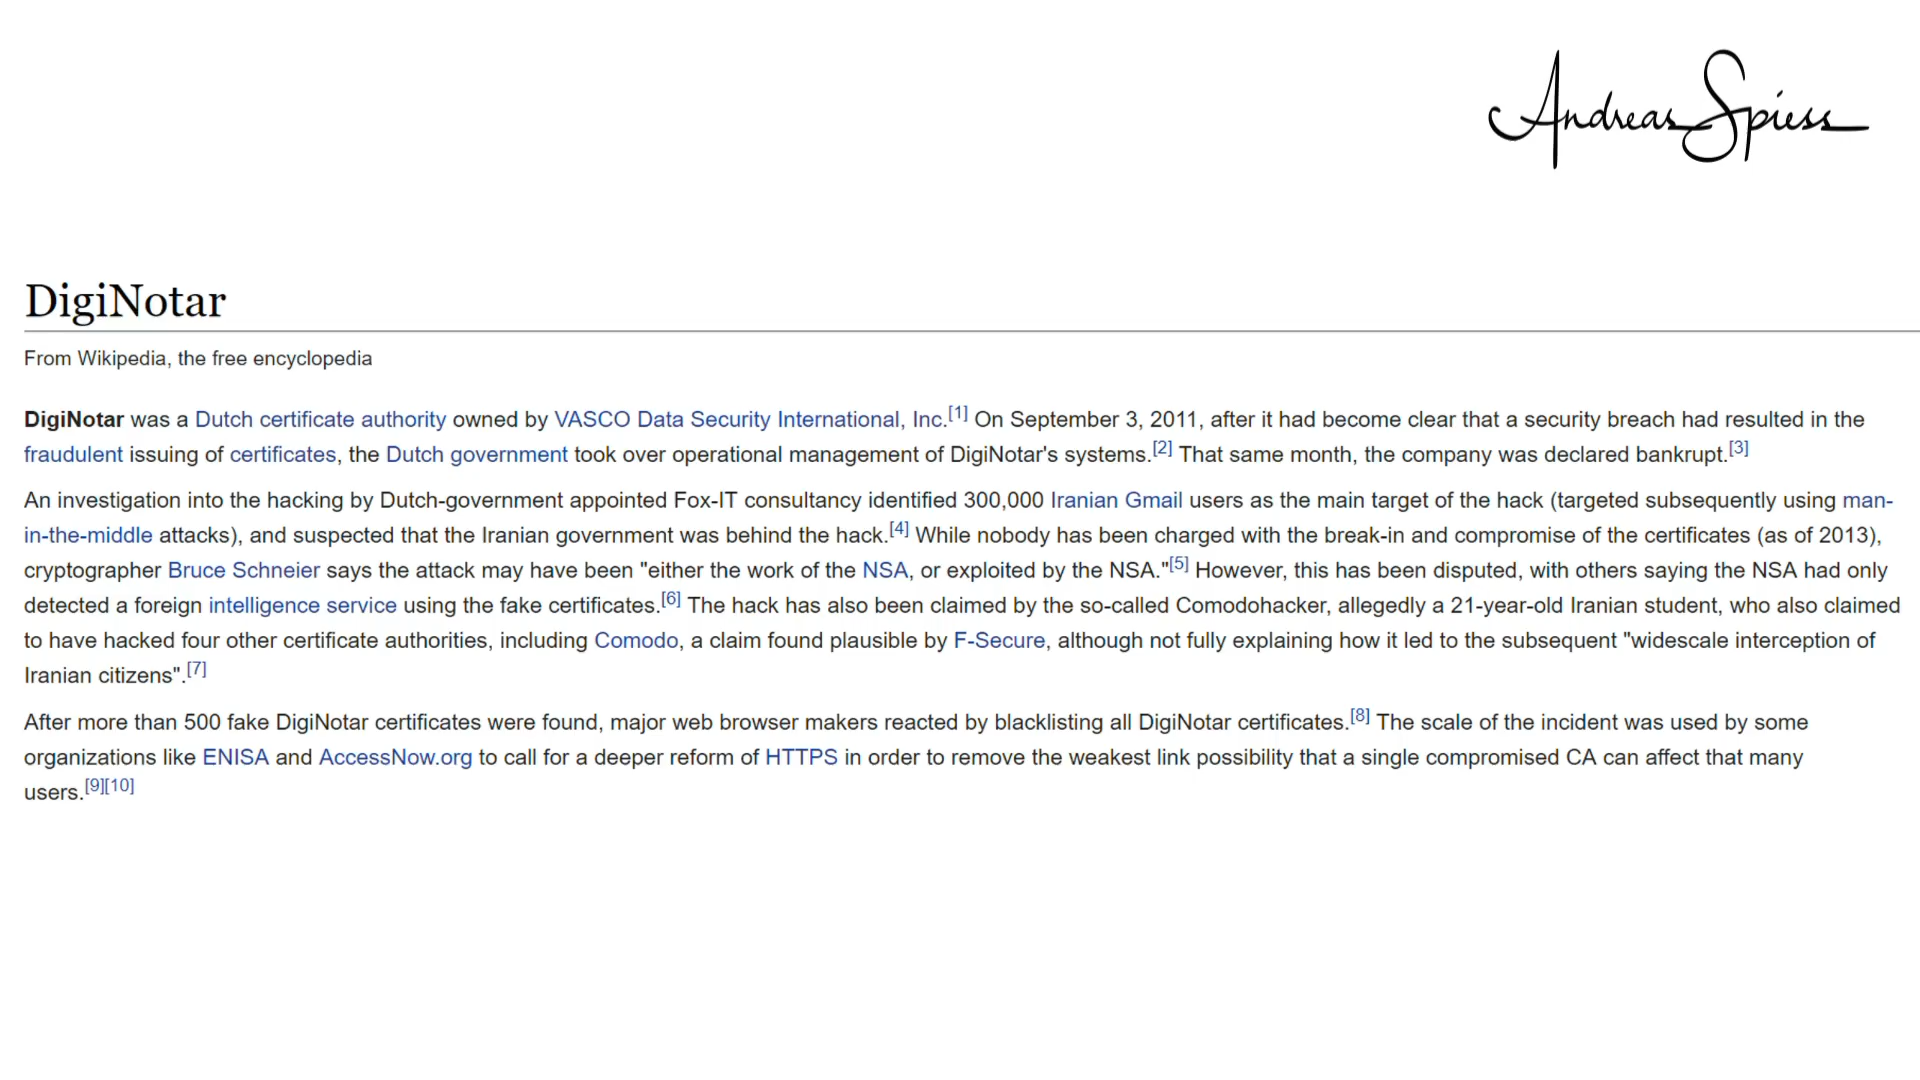 Andreas Spiess
DigiNotar
From Wikipedia, the free encyclopedia
DigiNotar was a Dutch certificate authority owned by VASCO Data Security International, Inc.[1] On September 3, 2011, after it had become clear that a security breach had resulted in the
fraudulent issuing of certificates, the Dutch government took over operational management of DigiNotar's systems.[2] That same month, the company was declared bankrupt.[3]
An investigation into the hacking by Dutch-government appointed Fox-IT consultancy identified 300,000 Iranian Gmail users as the main target of the hack (targeted subsequently using man-
in-the-middle attacks), and suspected that the Iranian government was behind the hack.[4] While nobody has been charged with the break-in and compromise of the certificates (as of 2013),
cryptographer Bruce Schneier says the attack may have been "either the work of the NSA, or exploited by the NSA."[5] However, this has been disputed, with others saying the NSA had only
detected a foreign intelligence service using the fake certificates.[6] The hack has also been claimed by the so-called Comodohacker, allegedly a 21-year-old Iranian student, who also claimed
to have hacked four other certificate authorities, including Comodo, a claim found plausible by F-Secure, although not fully explaining how it led to the subsequent "widescale interception of
Iranian citizens".[7]
After more than 500 fake DigiNotar certificates were found, major web browser makers reacted by blacklisting all DigiNotar certificates.[8] The scale of the incident was used by some
organizations like ENISA and AccessNow.org to call for a deeper reform of HTTPS in order to remove the weakest link possibility that a single compromised CA can affect that many
users.[9][10]